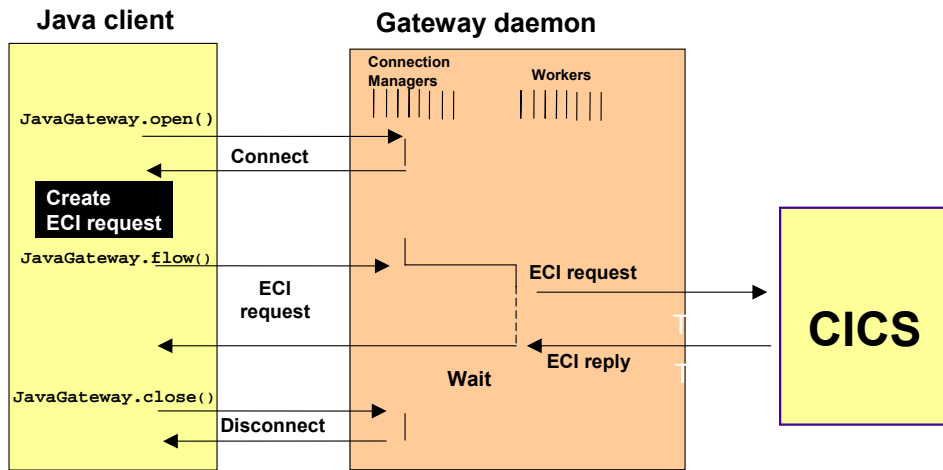 Java client
Gateway daemon
Connection
Managers
Workers
JavaGateway.open()
Connect
Create
ECI request
JavaGateway.flow()
ECI
request
ECI request
T
CICS
ECI reply
T
Wait
JavaGateway.close()
Disconnect